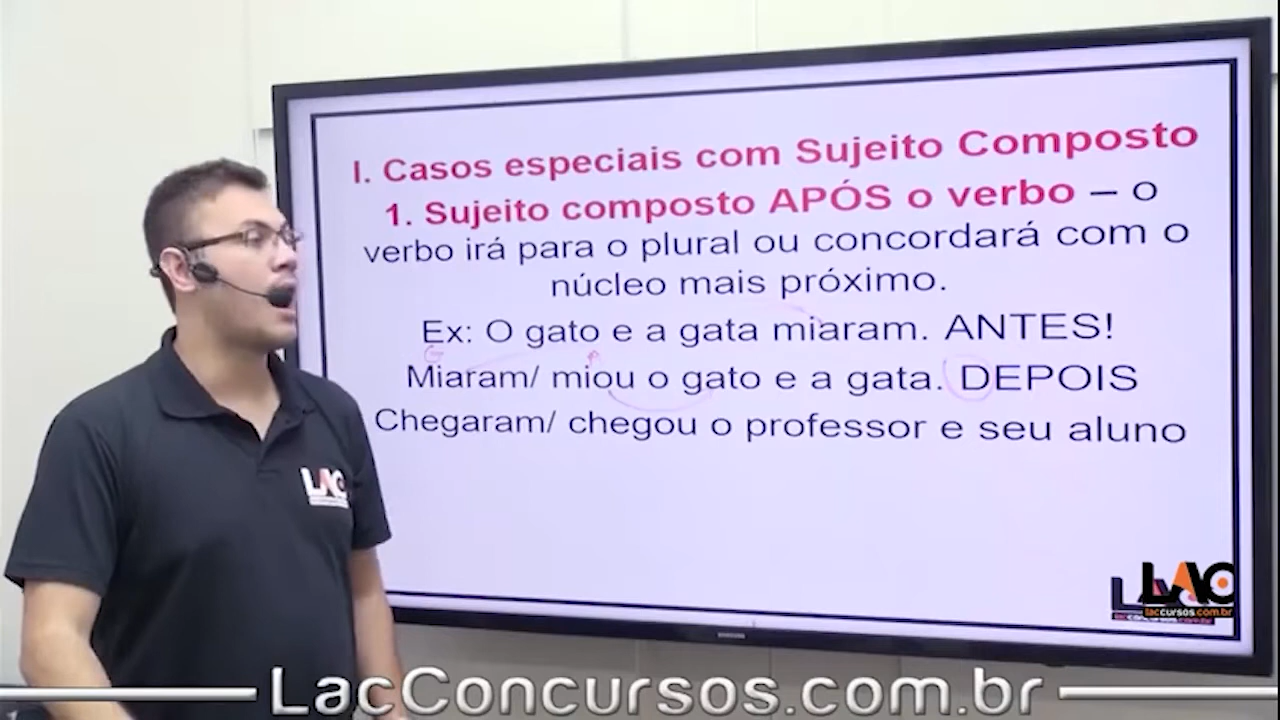 I. Casos especiais com Sujeito Composto
1. Sujeito composto APÓS o verbo – o
verbo irá para o plural ou concordará com o
núcleo mais próximo.
Ex: O gato e a gata miaram. ANTES!
Miaram/ miou o gato e a gata. DEPOIS
Chegaram/ chegou o professor e seu aluno
LAC
LAC
laccursos.com.br
LacConcursos.com.br